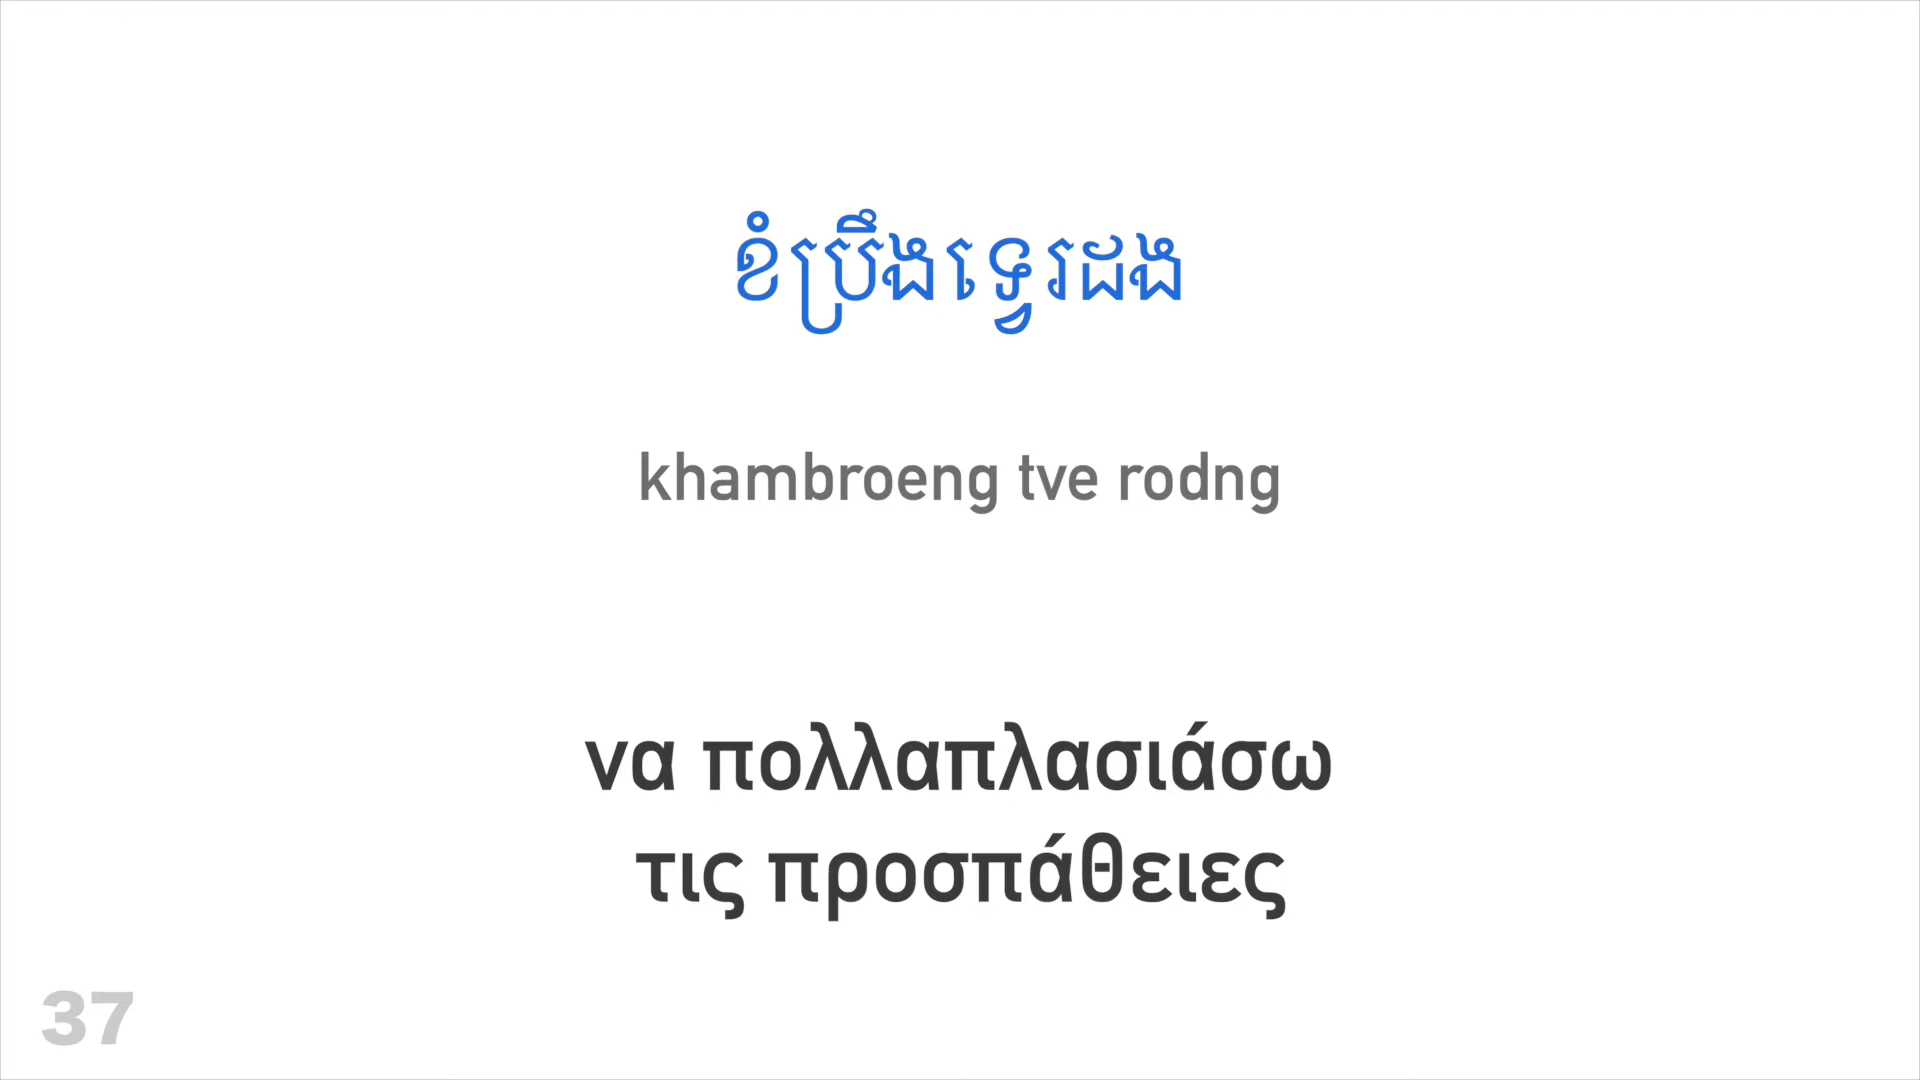 ខំប្រឹងទ្វេរដង
khambroeng tve rodng
να πολλαπλασιάσω
τις προσπάθειες
37